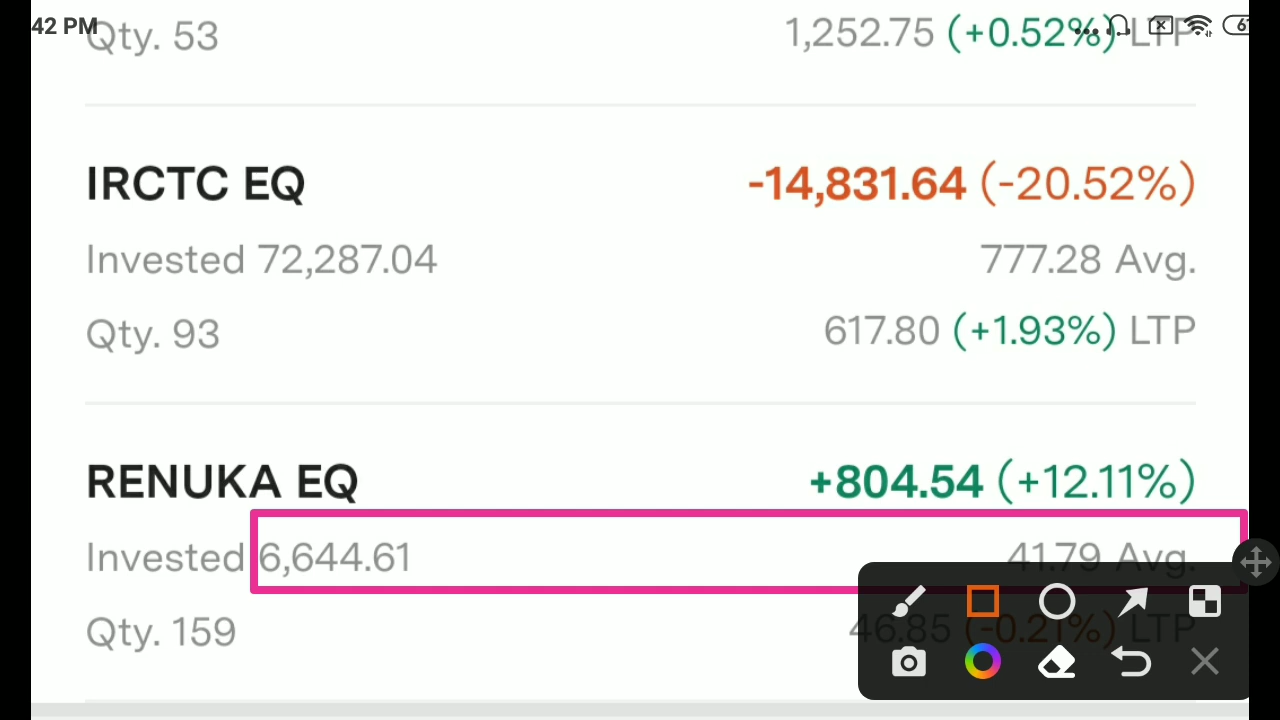 42 PM
Qty. 53 1,252.75 (+0.52%) LTP
IRCTC EQ -14,831.64 (-20.52%)
Invested 72,287.04 777.28 Avg.
Qty. 93 617.80 (+1.93%) LTP
RENUKA EQ +804.54 (+12.11%)
Invested 6,644.61 41.79 Avg.
Qty. 159 46.85 (-0.21%) LTP